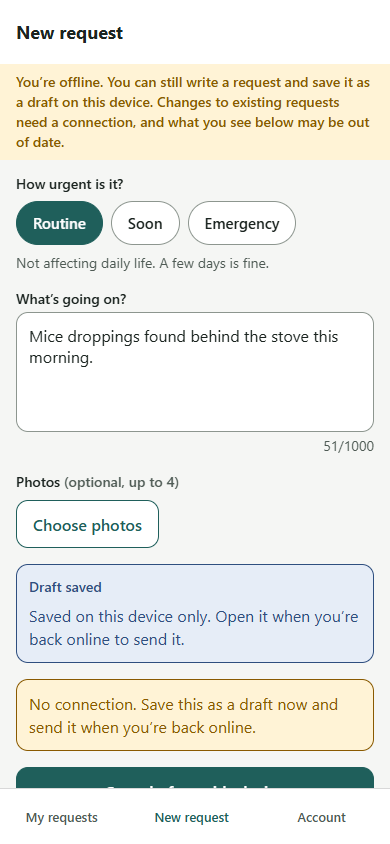 New request
You’re offline. You can still write a request and save it as
a draft on this device. Changes to existing requests
need a connection, and what you see below may be out
of date.
How urgent is it?
Routine
Soon
Emergency
Not affecting daily life. A few days is fine.
What’s going on?
Mice droppings found behind the stove this
morning.
51/1000
Photos (optional, up to 4)
Choose photos
Draft saved
Saved on this device only. Open it when you’re
back online to send it.
No connection. Save this as a draft now and
send it when you’re back online.
My requests
New request
Account